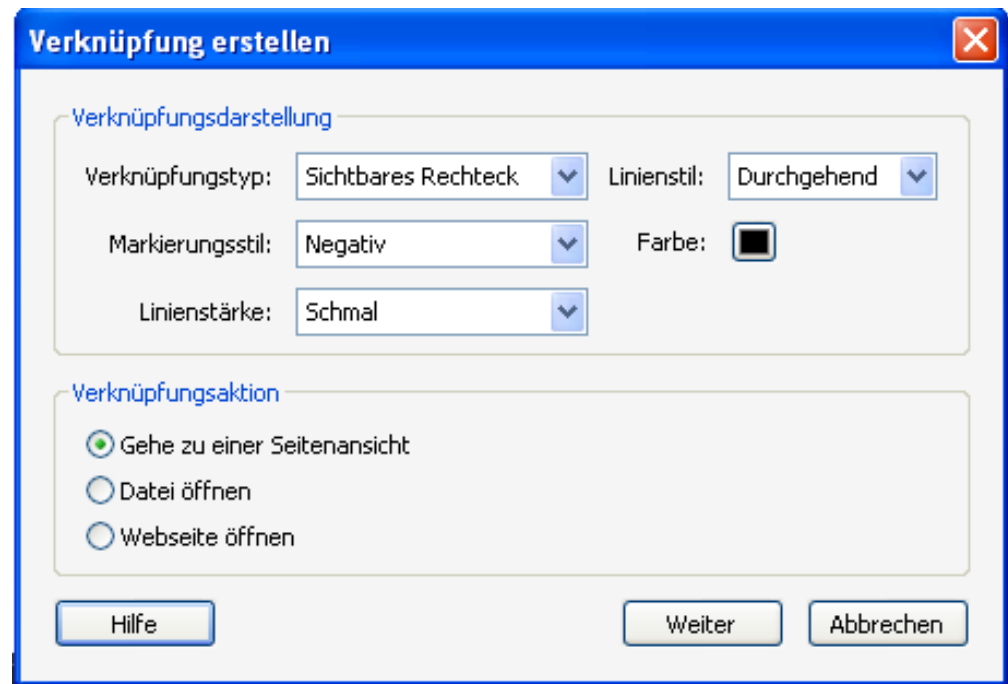 Verknüpfung erstellen
Verknüpfungsdarstellung
Verknüpfungstyp: Sichtbares Rechteck Linienstil: Durchgehend
Markierungsstil: Negativ Farbe:
Linienstärke: Schmal
Verknüpfungsaktion
Gehe zu einer Seitenansicht
Datei öffnen
Webseite öffnen
Hilfe Weiter Abbrechen